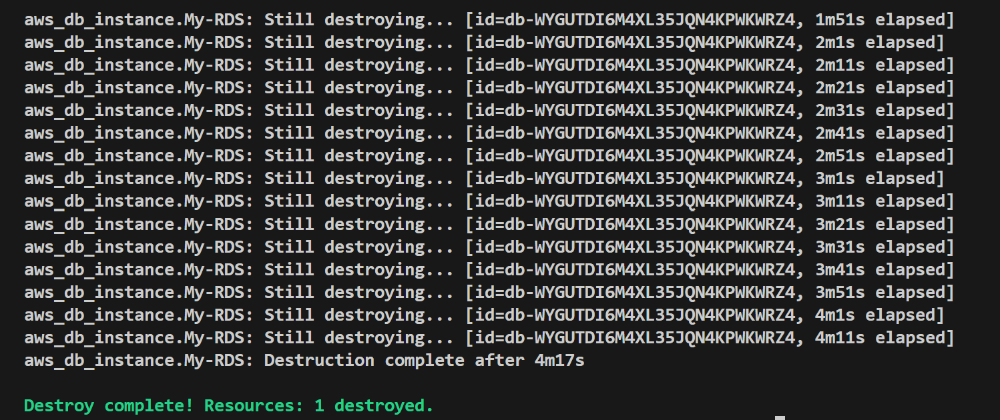 aws_db_instance.My-RDS: Still destroying... [id=db-WYGUTDI6M4XL35JQN4KPWKWRZ4, 1m51s elapsed]
aws_db_instance.My-RDS: Still destroying... [id=db-WYGUTDI6M4XL35JQN4KPWKWRZ4, 2m1s elapsed]
aws_db_instance.My-RDS: Still destroying... [id=db-WYGUTDI6M4XL35JQN4KPWKWRZ4, 2m11s elapsed]
aws_db_instance.My-RDS: Still destroying... [id=db-WYGUTDI6M4XL35JQN4KPWKWRZ4, 2m21s elapsed]
aws_db_instance.My-RDS: Still destroying... [id=db-WYGUTDI6M4XL35JQN4KPWKWRZ4, 2m31s elapsed]
aws_db_instance.My-RDS: Still destroying... [id=db-WYGUTDI6M4XL35JQN4KPWKWRZ4, 2m41s elapsed]
aws_db_instance.My-RDS: Still destroying... [id=db-WYGUTDI6M4XL35JQN4KPWKWRZ4, 2m51s elapsed]
aws_db_instance.My-RDS: Still destroying... [id=db-WYGUTDI6M4XL35JQN4KPWKWRZ4, 3m1s elapsed]
aws_db_instance.My-RDS: Still destroying... [id=db-WYGUTDI6M4XL35JQN4KPWKWRZ4, 3m11s elapsed]
aws_db_instance.My-RDS: Still destroying... [id=db-WYGUTDI6M4XL35JQN4KPWKWRZ4, 3m21s elapsed]
aws_db_instance.My-RDS: Still destroying... [id=db-WYGUTDI6M4XL35JQN4KPWKWRZ4, 3m31s elapsed]
aws_db_instance.My-RDS: Still destroying... [id=db-WYGUTDI6M4XL35JQN4KPWKWRZ4, 3m41s elapsed]
aws_db_instance.My-RDS: Still destroying... [id=db-WYGUTDI6M4XL35JQN4KPWKWRZ4, 3m51s elapsed]
aws_db_instance.My-RDS: Still destroying... [id=db-WYGUTDI6M4XL35JQN4KPWKWRZ4, 4m1s elapsed]
aws_db_instance.My-RDS: Still destroying... [id=db-WYGUTDI6M4XL35JQN4KPWKWRZ4, 4m11s elapsed]
aws_db_instance.My-RDS: Destruction complete after 4m17s
Destroy complete! Resources: 1 destroyed.